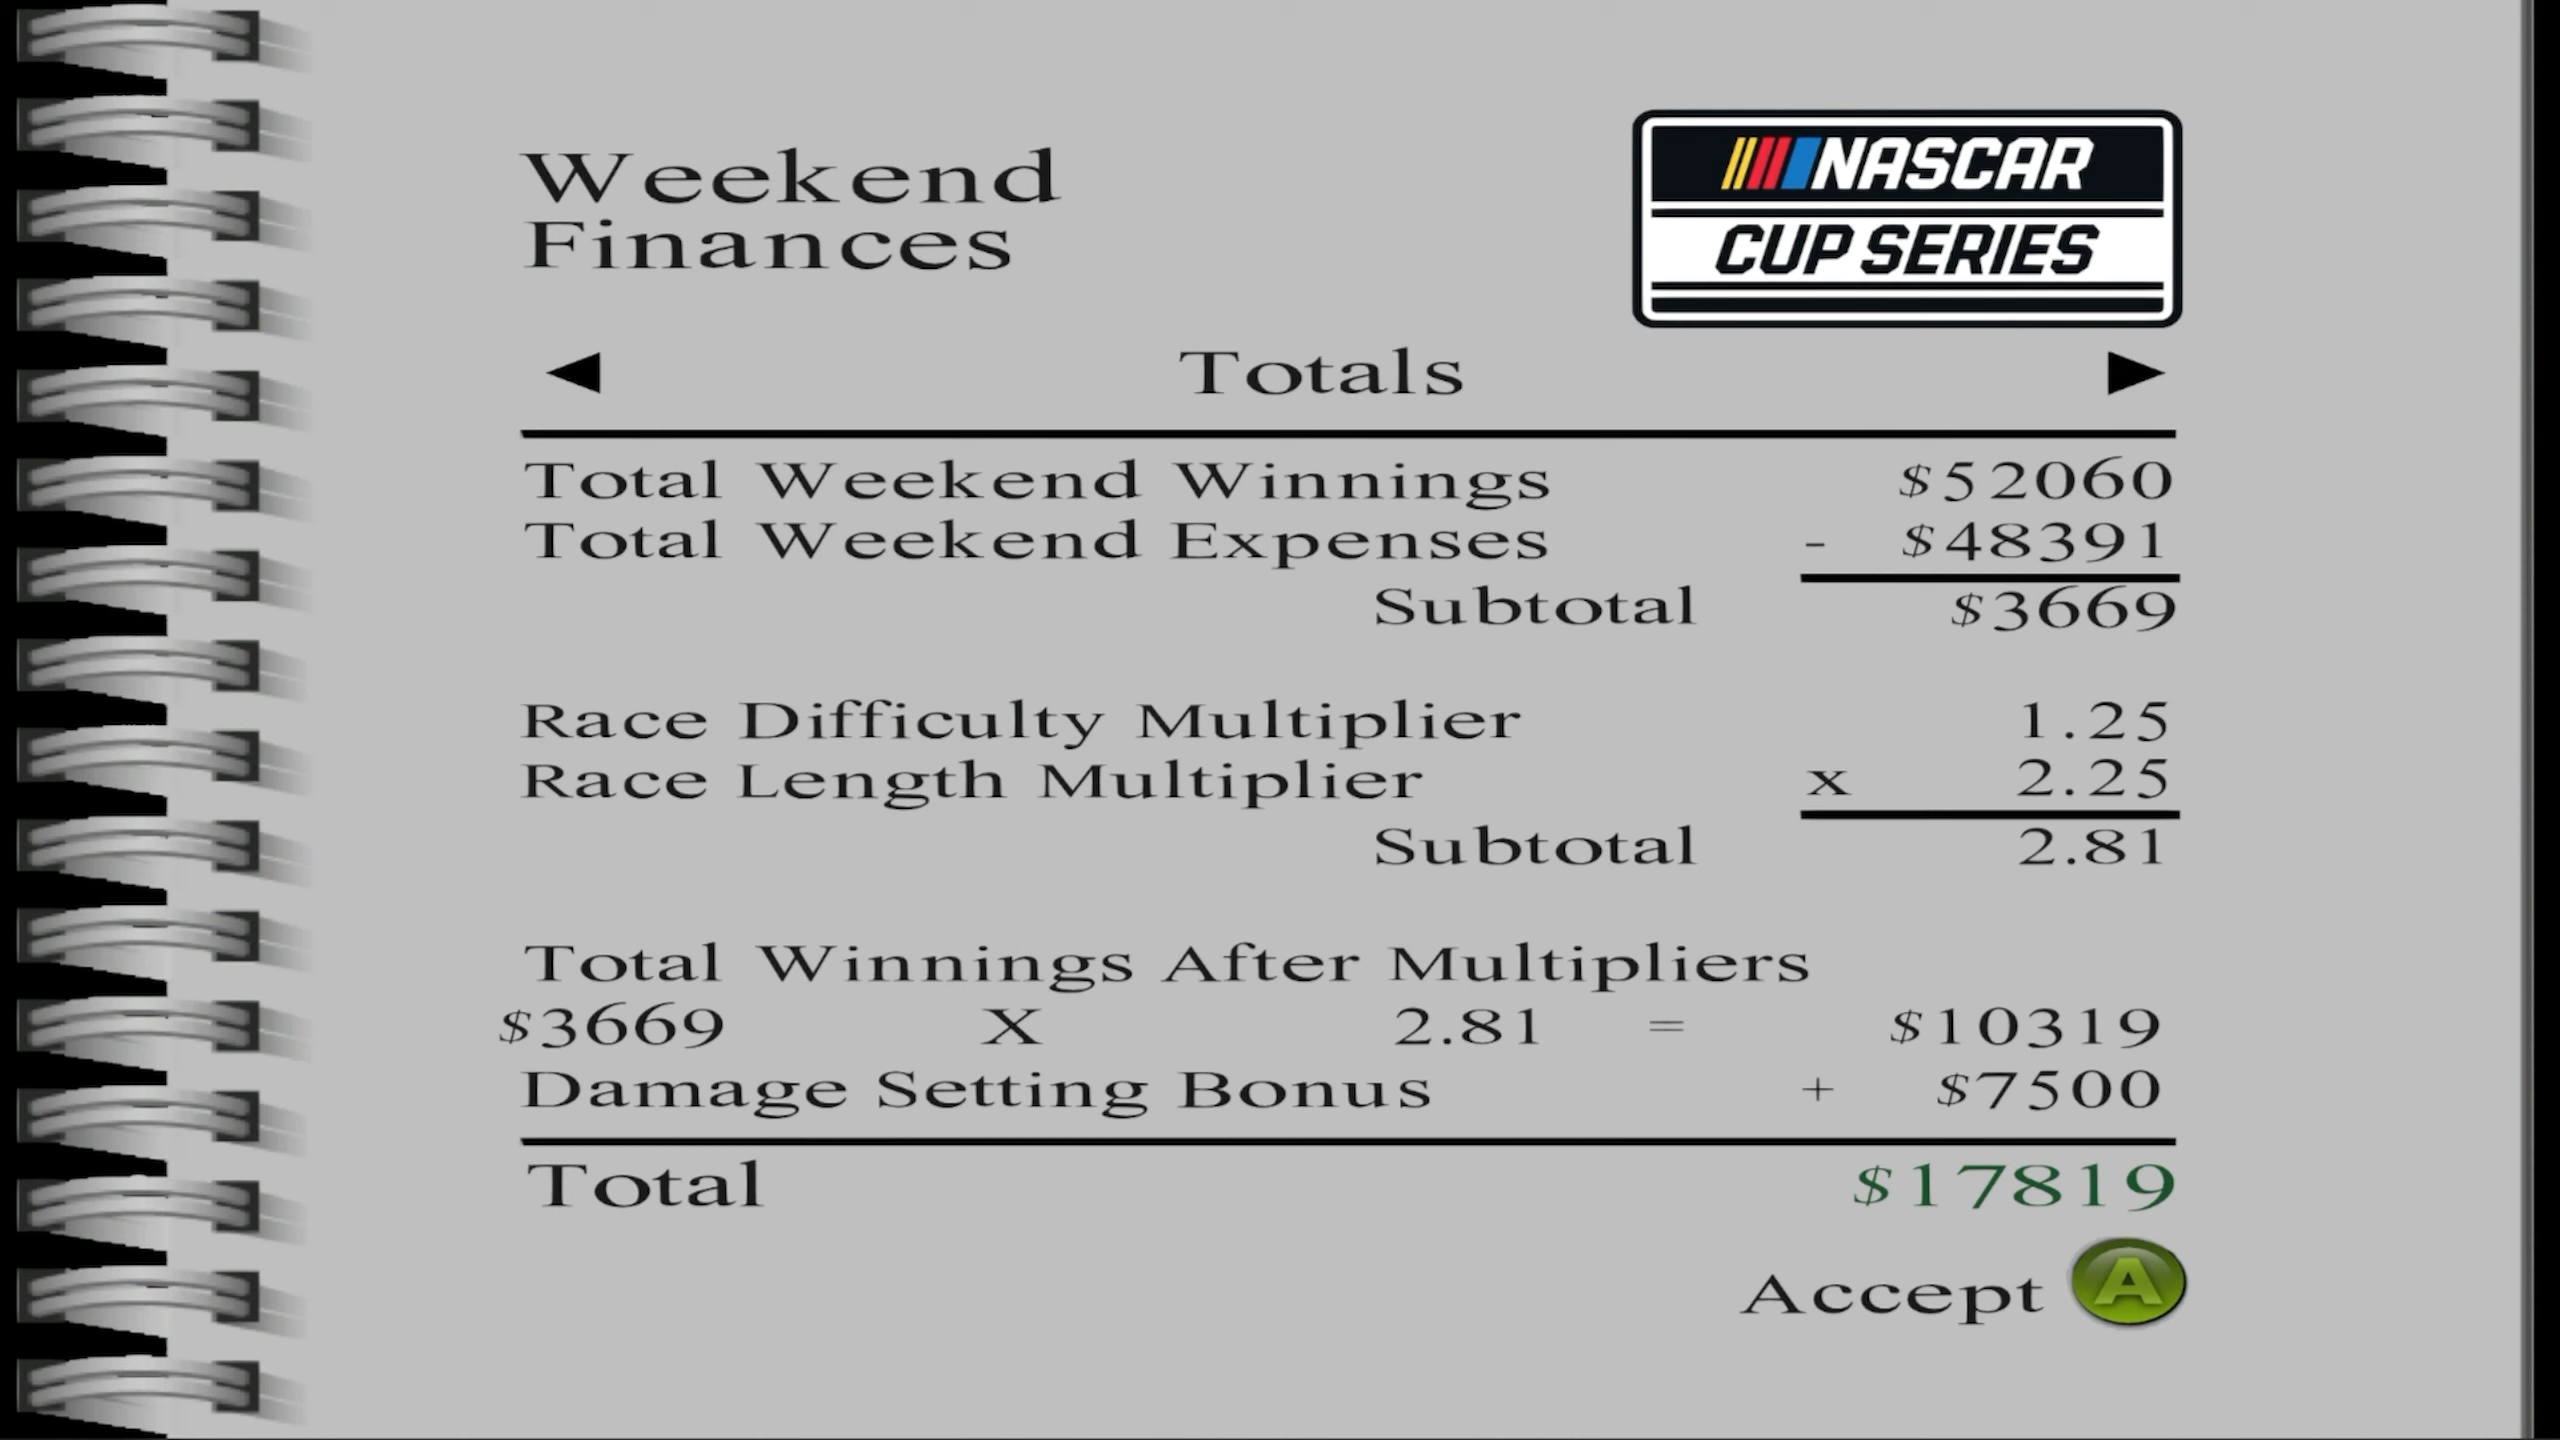 Weekend
Finances
NASCAR
CUP SERIES
Totals
Total Weekend Winnings $52060
Total Weekend Expenses - $48391
Subtotal $3669
Race Difficulty Multiplier 1.25
Race Length Multiplier x 2.25
Subtotal 2.81
Total Winnings After Multipliers
$3669 X 2.81 = $10319
Damage Setting Bonus + $7500
Total $17819
Accept A